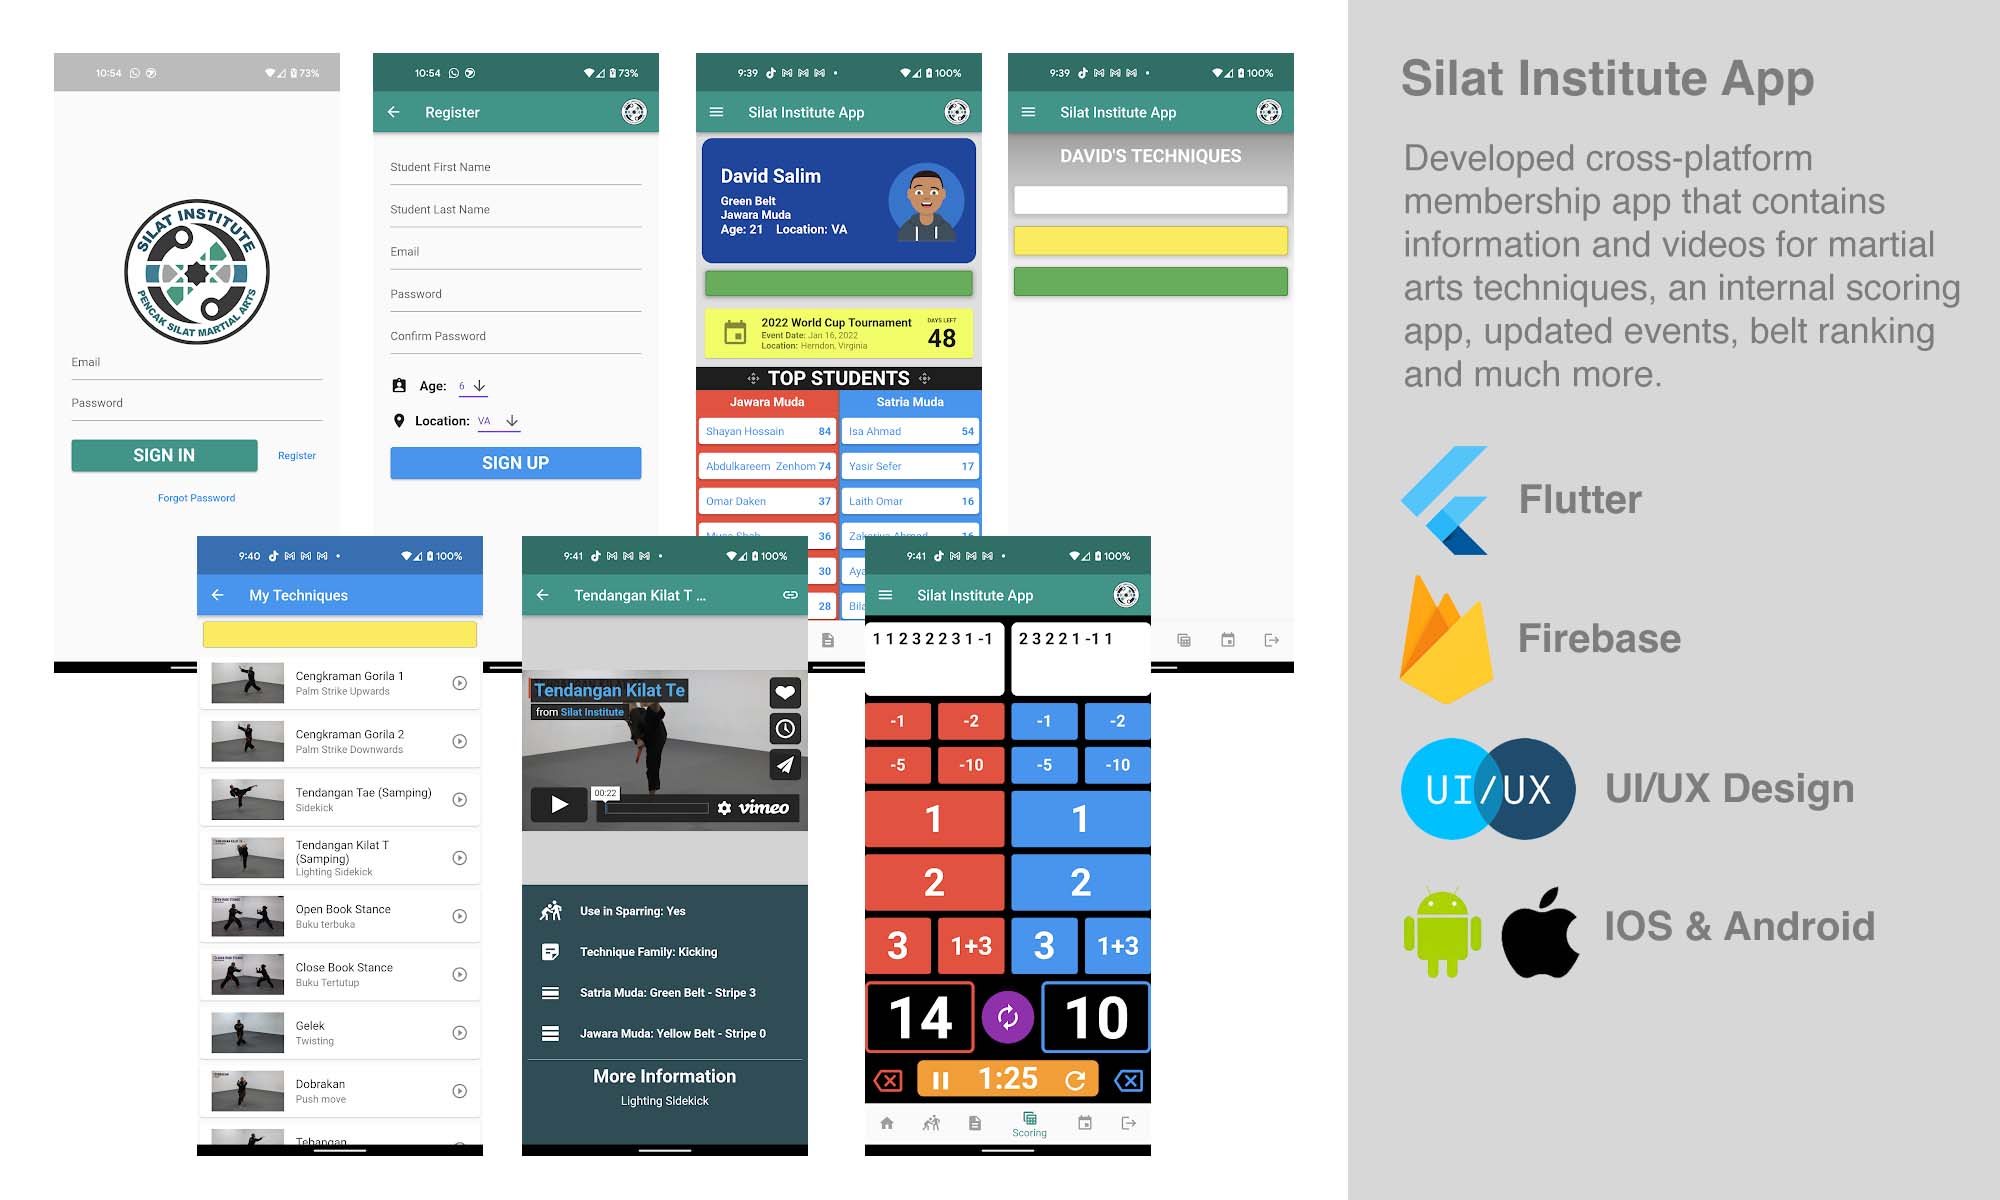 10:54
73%
SILAT INSTITUTE
PENCAK SILAT MARTIAL ARTS
Email
Password
SIGN IN
Register
Forgot Password
10:54
73%
Register
Student First Name
Student Last Name
Email
Password
Confirm Password
Age: 6
Location: VA
SIGN UP
9:39
100%
Silat Institute App
David Salim
Green Belt
Jawara Muda
Age: 21 Location: VA
2022 World Cup Tournament
Event Date: Jan 16, 2022
Location: Herndon, Virginia
DAYS LEFT
48
TOP STUDENTS
Jawara Muda
Satria Muda
Shayan Hossain 84
Isa Ahmad 54
Abdulkareem Zenhom 74
Yasir Sefer 17
Omar Daken 37
Laith Omar 16
36
30
28
9:39
100%
Silat Institute App
DAVID'S TECHNIQUES
9:40
100%
My Techniques
Cengkraman Gorila 1
Palm Strike Upwards
Cengkraman Gorila 2
Palm Strike Downwards
Tendangan Tae (Samping)
Sidekick
Tendangan Kilat T
(Samping)
Lighting Sidekick
Open Book Stance
Buku terbuka
Close Book Stance
Buku Tertutup
Gelek
Twisting
Dobrakan
Push move
Tebangan
9:41
100%
Tendangan Kilat T ...
Tendangan Kilat Te
from Silat Institute
00:22
vimeo
Use in Sparring: Yes
Technique Family: Kicking
Satria Muda: Green Belt - Stripe 3
Jawara Muda: Yellow Belt - Stripe 0
More Information
Lighting Sidekick
9:41
100%
Silat Institute App
1 1 2 3 2 2 3 1 -1
2 3 2 2 1 -1 1
-1 -2 -1 -2
-5 -10 -5 -10
1 1
2 2
3 1+3 3 1+3
14 10
1:25
Scoring
Silat Institute App
Developed cross-platform
membership app that contains
information and videos for martial
arts techniques, an internal scoring
app, updated events, belt ranking
and much more.
Flutter
Firebase
UI/UX
UI/UX Design
IOS & Android